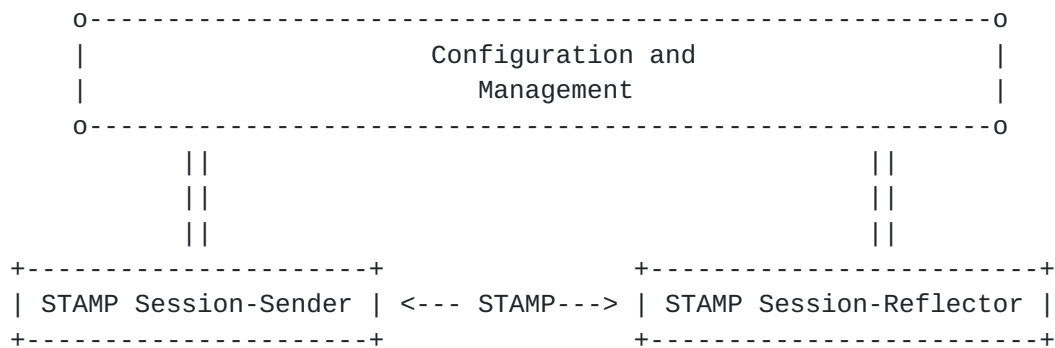 Configuration and
Management
STAMP Session-Sender
<--- STAMP--->
STAMP Session-Reflector